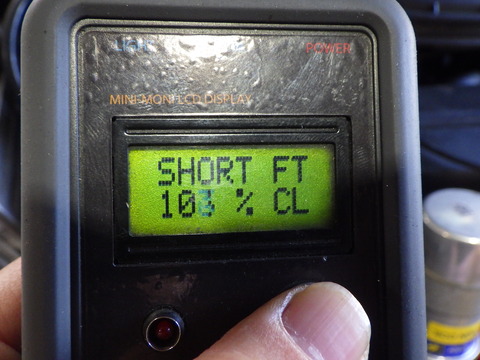 POWER
MINI-MON LCD DISPLAY
SHORT FT
103 % CL